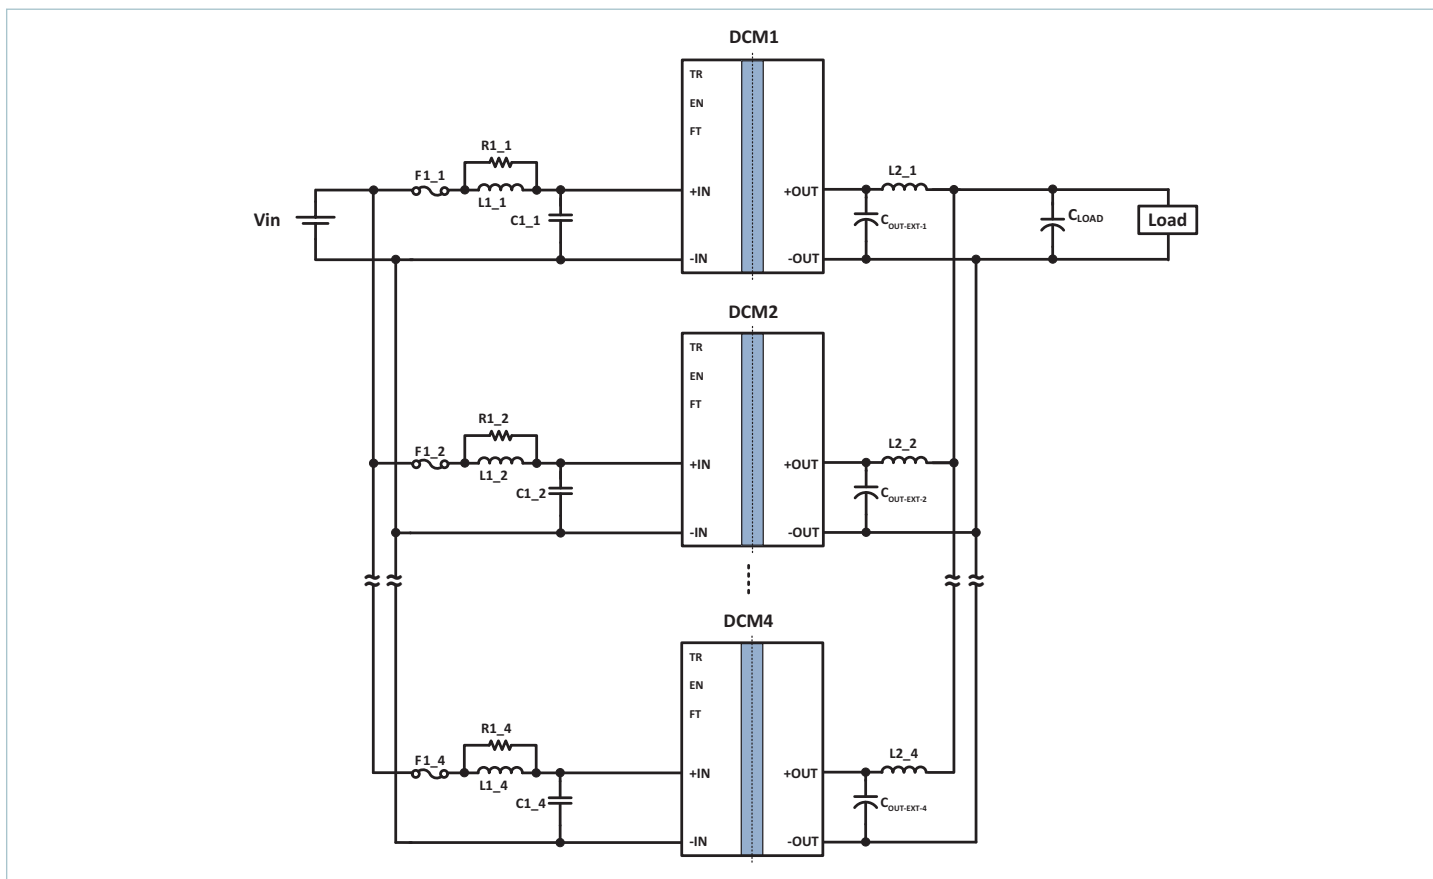 DCM1
TR
EN
FT
R1_1
F1_1
L1_1
C1_1
+IN
-IN
+OUT
-OUT
L2_1
COUT-EXT-1
CLOAD
Load
Vin
DCM2
TR
EN
FT
R1_2
F1_2
L1_2
C1_2
+IN
-IN
+OUT
-OUT
L2_2
COUT-EXT-2
DCM4
TR
EN
FT
R1_4
F1_4
L1_4
C1_4
+IN
-IN
+OUT
-OUT
L2_4
COUT-EXT-4